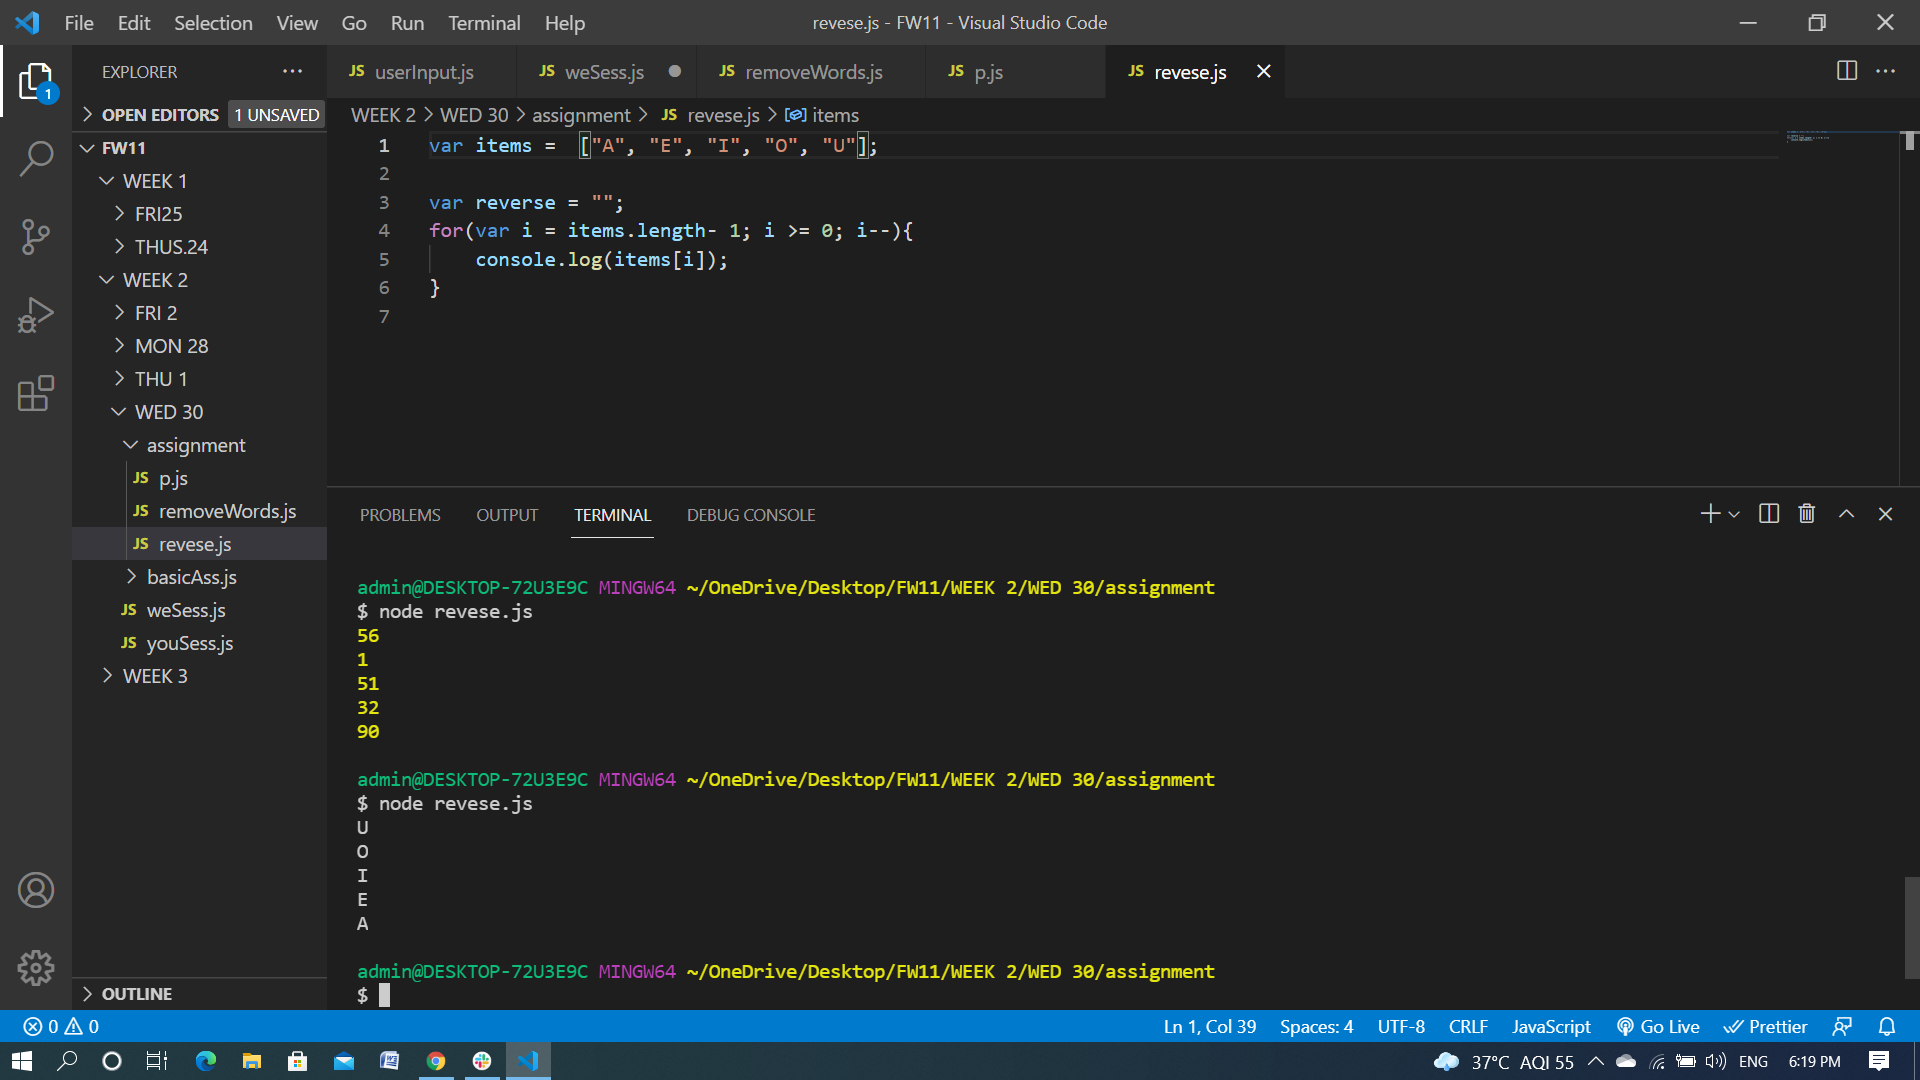 File Edit Selection View Go Run Terminal Help revese.js - FW11 - Visual Studio Code
EXPLORER
JS userInput.js JS weSess.js JS removeWords.js JS p.js JS revese.js
1
OPEN EDITORS 1 UNSAVED
WEEK 2 > WED 30 > assignment > JS revese.js > items
FW11
WEEK 1
FRI25
THUS.24
WEEK 2
FRI 2
MON 28
THU 1
WED 30
assignment
JS p.js
JS removeWords.js
JS revese.js
basicAss.js
JS weSess.js
JS youSess.js
WEEK 3
OUTLINE
1 var items =  ["A", "E", "I", "O", "U"];
2
3 var reverse = "";
4 for(var i = items.length- 1; i >= 0; i--){
5     console.log(items[i]);
6 }
7
PROBLEMS OUTPUT TERMINAL DEBUG CONSOLE
admin@DESKTOP-72U3E9C MINGW64 ~/OneDrive/Desktop/FW11/WEEK 2/WED 30/assignment
$ node revese.js
56
1
51
32
90
admin@DESKTOP-72U3E9C MINGW64 ~/OneDrive/Desktop/FW11/WEEK 2/WED 30/assignment
$ node revese.js
U
O
I
E
A
admin@DESKTOP-72U3E9C MINGW64 ~/OneDrive/Desktop/FW11/WEEK 2/WED 30/assignment
$
0 0 Ln 1, Col 39 Spaces: 4 UTF-8 CRLF JavaScript Go Live Prettier
37°C AQI 55 ENG 6:19 PM